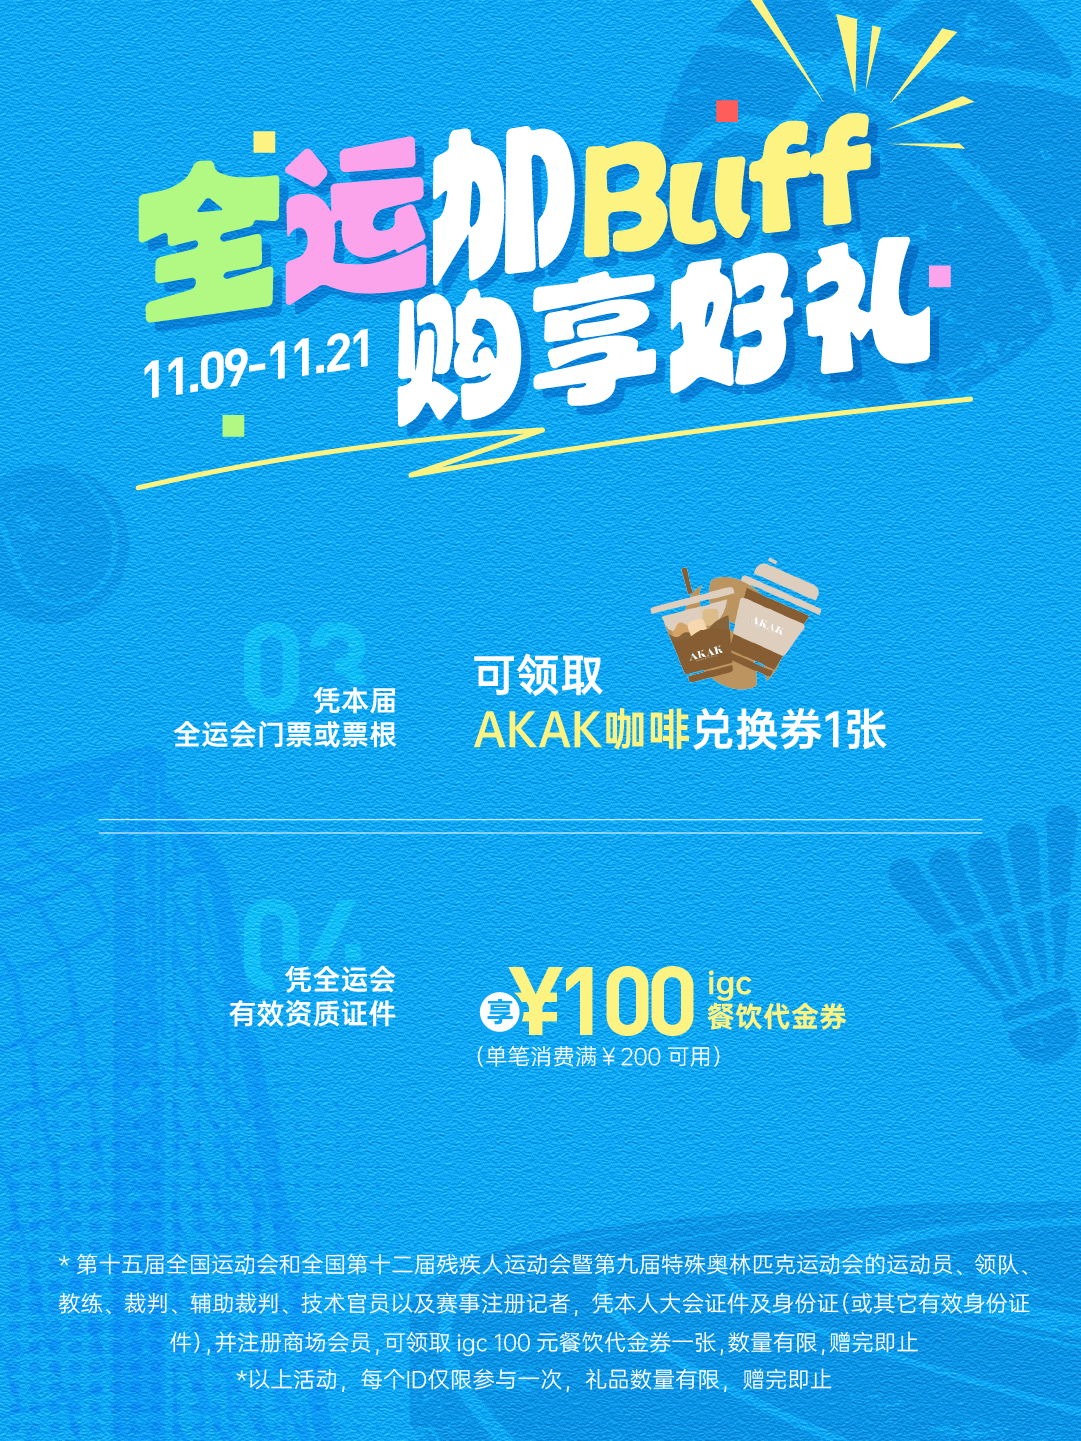 全运加Buff
购享好礼
11.09-11.21
AKAK
AKAK
03
凭本届
全运会门票或票根
可领取
AKAK咖啡兑换券1张
04
凭全运会
有效资质证件
享¥100 igc
餐饮代金券
（单笔消费满￥200 可用）
* 第十五届全国运动会和全国第十二届残疾人运动会暨第九届特殊奥林匹克运动会的运动员、领队、
教练、裁判、辅助裁判、技术官员以及赛事注册记者，凭本人大会证件及身份证（或其它有效身份证
件），并注册商场会员，可领取 igc 100 元餐饮代金券一张，数量有限，赠完即止
*以上活动，每个ID仅限参与一次，礼品数量有限，赠完即止